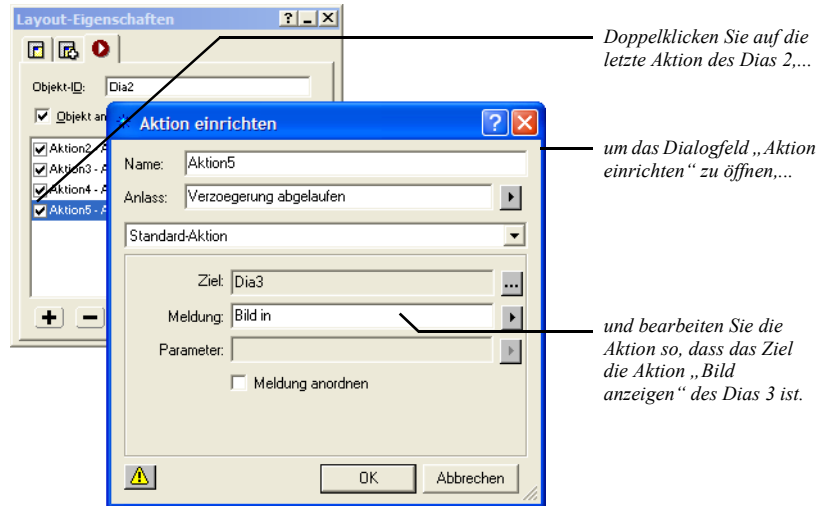 Layout-Eigenschaften
Doppelklicken Sie auf die
letzte Aktion des Dias 2,...
Objekt-ID: Dia2
Objekt an
Aktion einrichten
um das Dialogfeld „Aktion
einrichten“ zu öffnen,...
Aktion2 - A
Aktion3 - A
Aktion4 - A
Aktion5 - A
Name: Aktion5
Anlass: Verzoegerung abgelaufen
Standard-Aktion
Ziel: Dia3
Meldung: Bild in
Parameter:
Meldung anordnen
und bearbeiten Sie die
Aktion so, dass das Ziel
die Aktion „Bild
anzeigen“ des Dias 3 ist.
OK Abbrechen